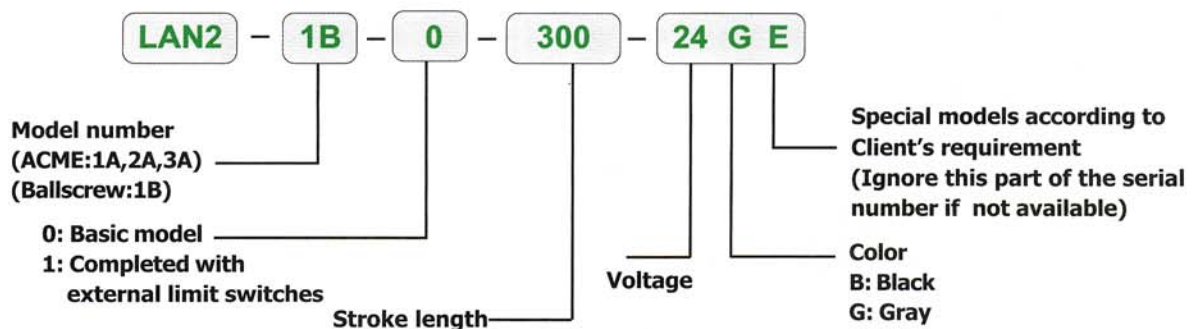 LAN2 – 1B – 0 – 300 – 24 G E
Model number
(ACME:1A,2A,3A)
(Ballscrew:1B)
0: Basic model
1: Completed with
external limit switches
Stroke length
Voltage
Special models according to
Client's requirement
(Ignore this part of the serial
number if not available)
Color
B: Black
G: Gray